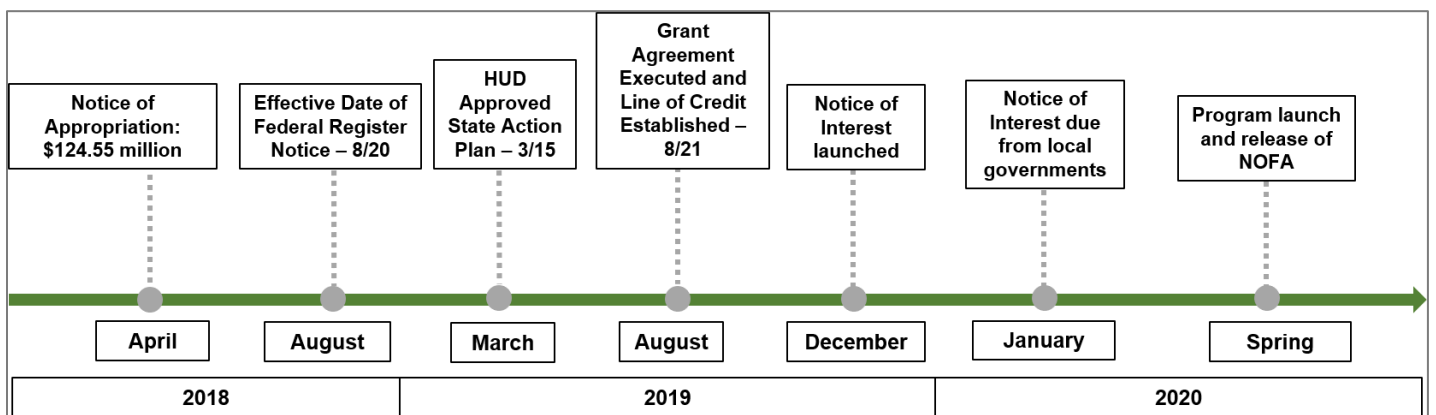 Notice of
Appropriation:
$124.55 million
Effective Date of
Federal Register
Notice – 8/20
HUD
Approved
State Action
Plan – 3/15
Grant
Agreement
Executed and
Line of Credit
Established –
8/21
Notice of
Interest
launched
Notice of
Interest due
from local
governments
Program launch
and release of
NOFA
April
August
March
August
December
January
Spring
2018
2019
2020